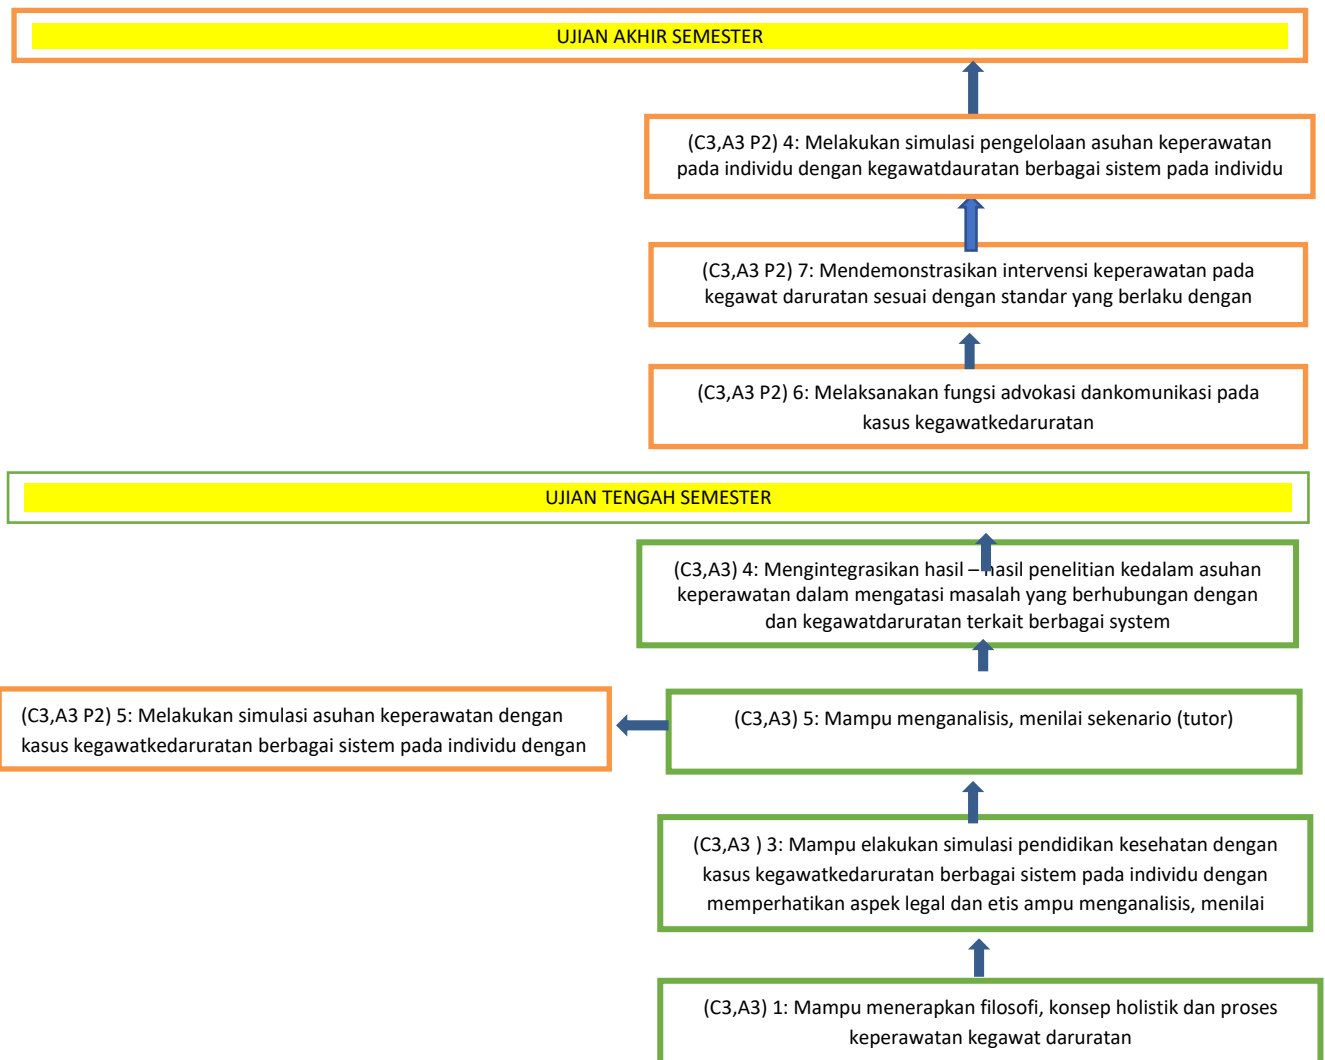 UJIAN AKHIR SEMESTER
(C3,A3 P2) 4: Melakukan simulasi pengelolaan asuhan keperawatan
pada individu dengan kegawatdauratan berbagai sistem pada individu
(C3,A3 P2) 7: Mendemonstrasikan intervensi keperawatan pada
kegawat daruratan sesuai dengan standar yang berlaku dengan
(C3,A3 P2) 6: Melaksanakan fungsi advokasi dankomunikasi pada
kasus kegawatkedaruratan
UJIAN TENGAH SEMESTER
(C3,A3) 4: Mengintegrasikan hasil – hasil penelitian kedalam asuhan
keperawatan dalam mengatasi masalah yang berhubungan dengan
dan kegawatdaruratan terkait berbagai system
(C3,A3 P2) 5: Melakukan simulasi asuhan keperawatan dengan
kasus kegawatkedaruratan berbagai sistem pada individu dengan
(C3,A3) 5: Mampu menganalisis, menilai sekenario (tutor)
(C3,A3 ) 3: Mampu elakukan simulasi pendidikan kesehatan dengan
kasus kegawatkedaruratan berbagai sistem pada individu dengan
memperhatikan aspek legal dan etis ampu menganalisis, menilai
(C3,A3) 1: Mampu menerapkan filosofi, konsep holistik dan proses
keperawatan kegawat daruratan